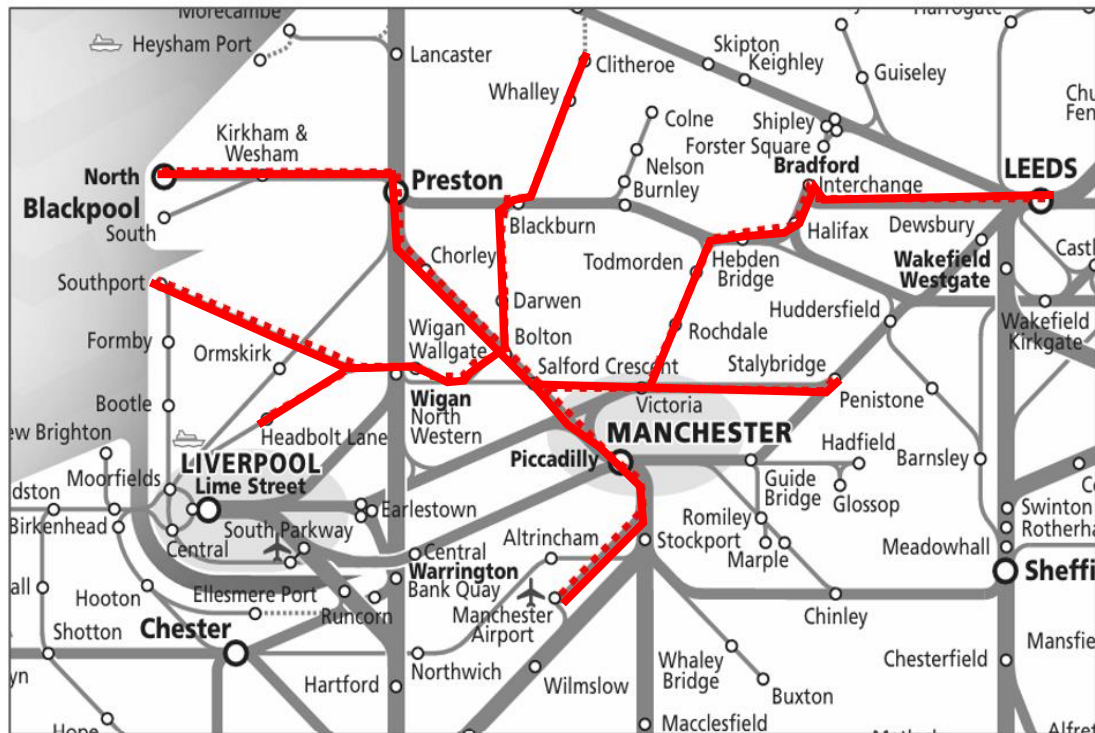 Morecambe
Heysham Port
Lancaster
Skipton
Keighley
Harrogate
Guiseley
Clitheroe
Whalley
Colne
Shipley
Forster Square
Bradford
Interchange
Kirkham &
Wesham
North
Blackpool
South
Preston
Nelson
Burnley
LEEDS
Blackburn
Halifax
Dewsbury
Wakefield
Westgate
Chorley
Todmorden
Hebden
Bridge
Southport
Darwen
Huddersfield
Formby
Wigan
Wallgate
Bolton
Rochdale
Wakefield
Kirkgate
Ormskirk
Salford Crescent
Stalybridge
Bootle
Wigan
North
Western
Victoria
Penistone
Headbolt Lane
MANCHESTER
Hadfield
Barnsley
Moorfields
LIVERPOOL
Lime Street
Piccadilly
Guide
Bridge
Glossop
Birkenhead
Earlestown
Swinton
South Parkway
Romiley
Central
Altrincham
Stockport
Marple
Meadowhall
Central
Warrington
Bank Quay
Hooton
Ellesmere Port
Runcorn
Manchester
Airport
Chinley
Shotton
Chester
Northwich
Whaley
Bridge
Chesterfield
Hartford
Wilmslow
Buxton
Macclesfield
Hope